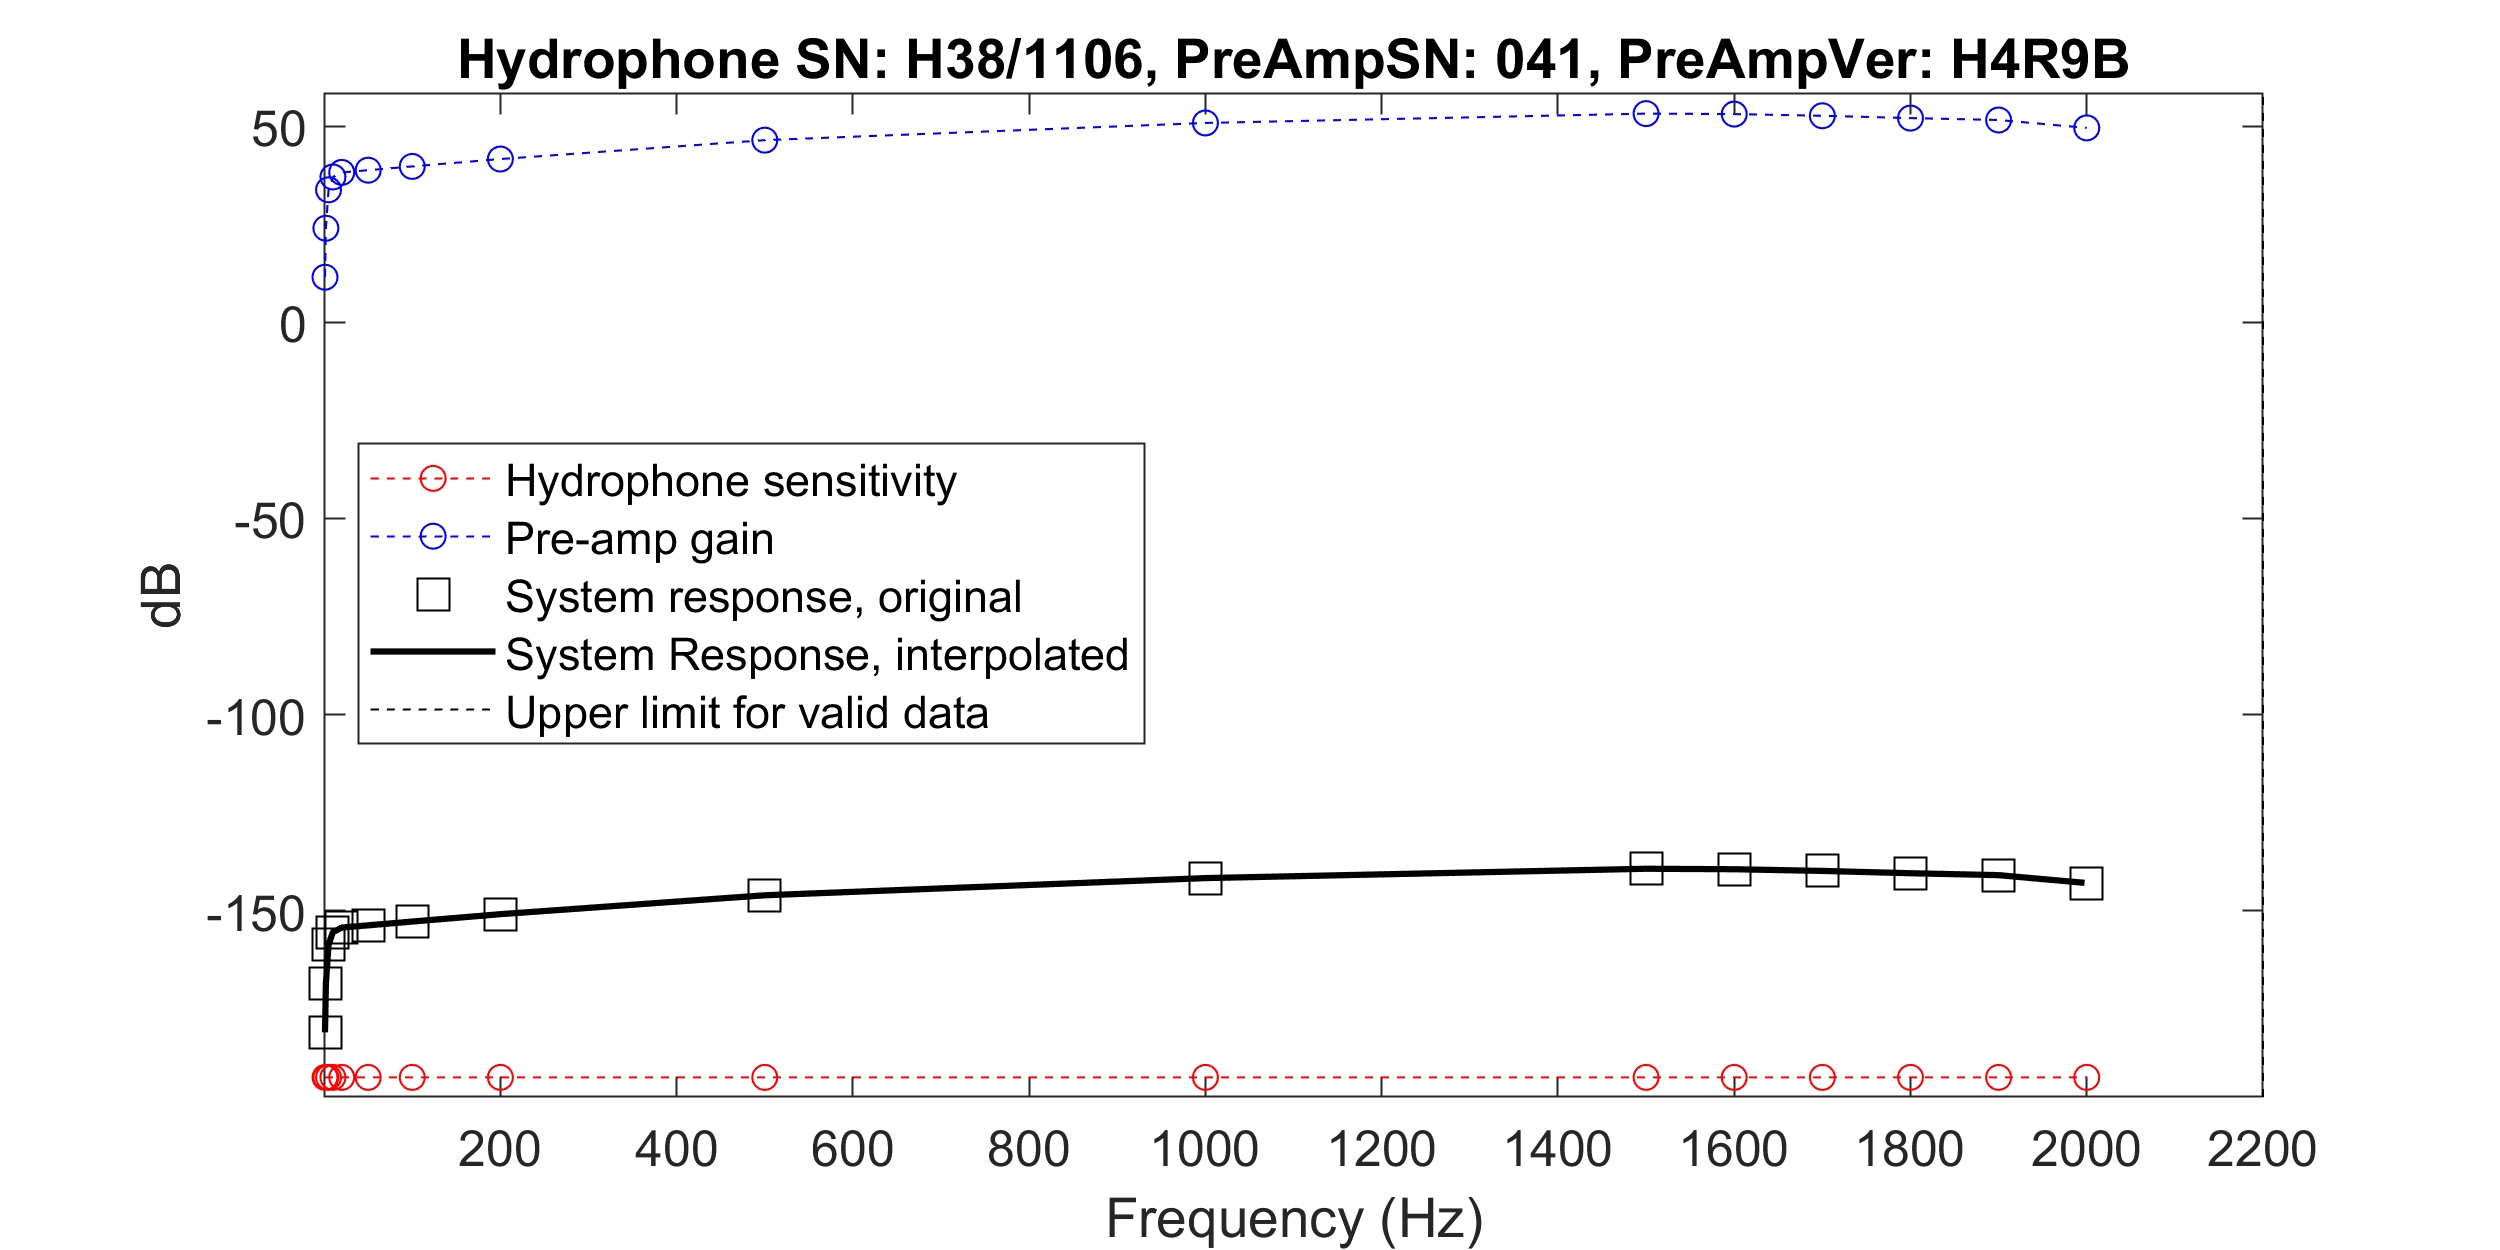 Hydrophone SN: H38/1106, PreAmpSN: 041, PreAmpVer: H4R9B
50
0
-50
-100
-150
dB
Hydrophone sensitivity
Pre-amp gain
System response, original
System Response, interpolated
Upper limit for valid data
200 400 600 800 1000 1200 1400 1600 1800 2000 2200
Frequency (Hz)